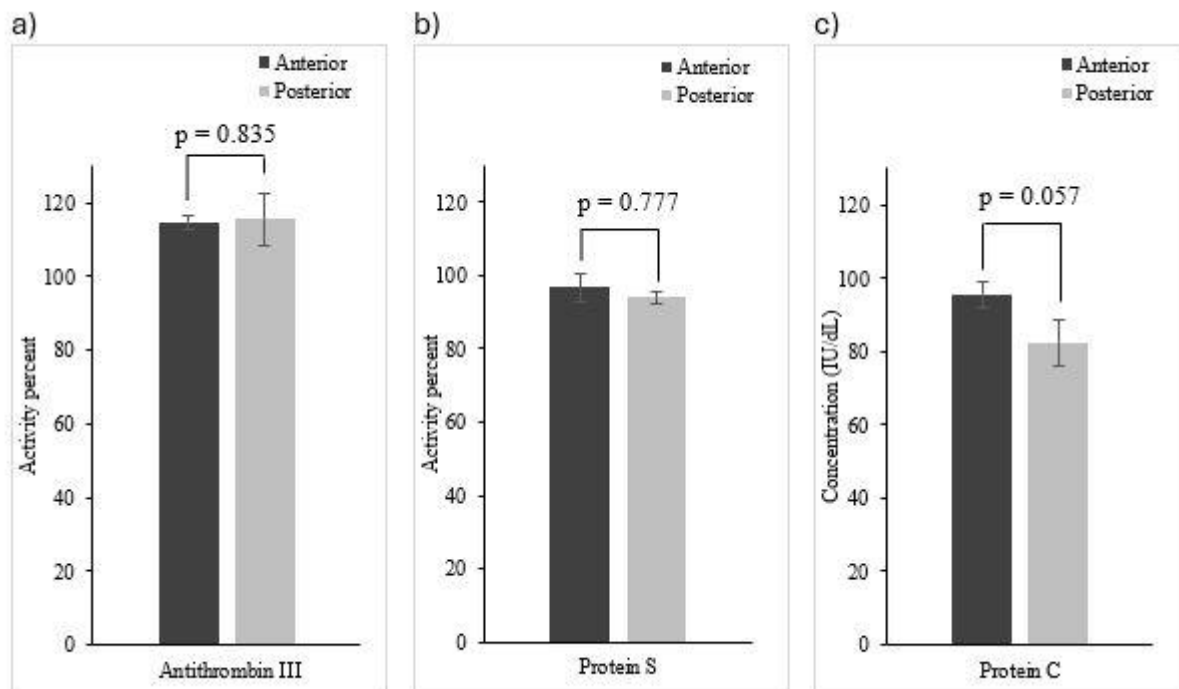 a)
Anterior
Posterior
p = 0.835
Activity percent
120
100
80
60
40
20
0
Antithrombin III
b)
Anterior
Posterior
p = 0.777
Activity percent
120
100
80
60
40
20
0
Protein S
c)
Anterior
Posterior
p = 0.057
Concentration (IU/dL)
120
100
80
60
40
20
0
Protein C